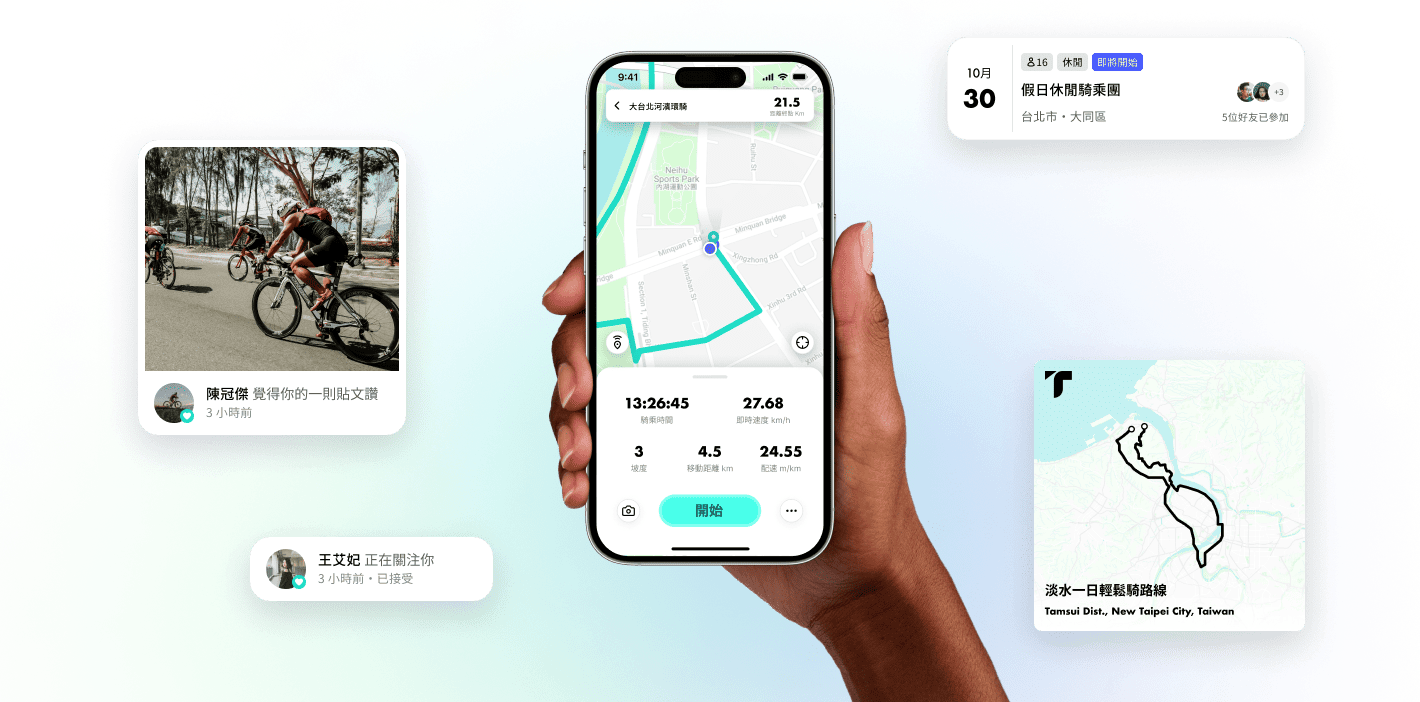 陳冠傑 覺得你的一則貼文讚
3 小時前
王艾妃 正在關注你
3 小時前・已接受
9:41
大台北河濱環騎
21.5
距離終點 Km
Neihu
Sports Park
內湖運動公園
Ruihu St
Minquan Bridge
Minquan E Rd
Xingzhong Rd
Minshan St
Xinhu 3rd Rd
Section 1, Tiding B
13:26:45
騎乘時間
27.68
即時速度 km/h
3
坡度
4.5
移動距離 km
24.55
配速 m/km
開始
10月
30
16
休閒
即將開始
假日休閒騎乘團
台北市・大同區
+3
5位好友已參加
淡水一日輕鬆騎路線
Tamsui Dist., New Taipei City, Taiwan